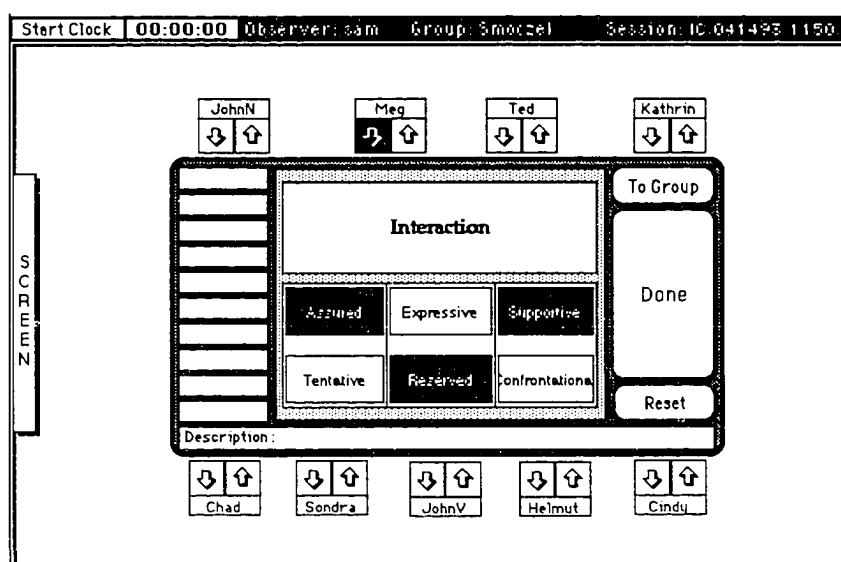 Start Clock 00:00:00 Observer: sam Group: Smoczel Session: IC.041493 1150
JohnN Meg Ted Kathrin
To Group
Interaction
SCREEN
Done
Assured Expressive Supportive
Tentative Reserved Confrontationa
Reset
Description:
Chad Sondra JohnV Helmut Cindy